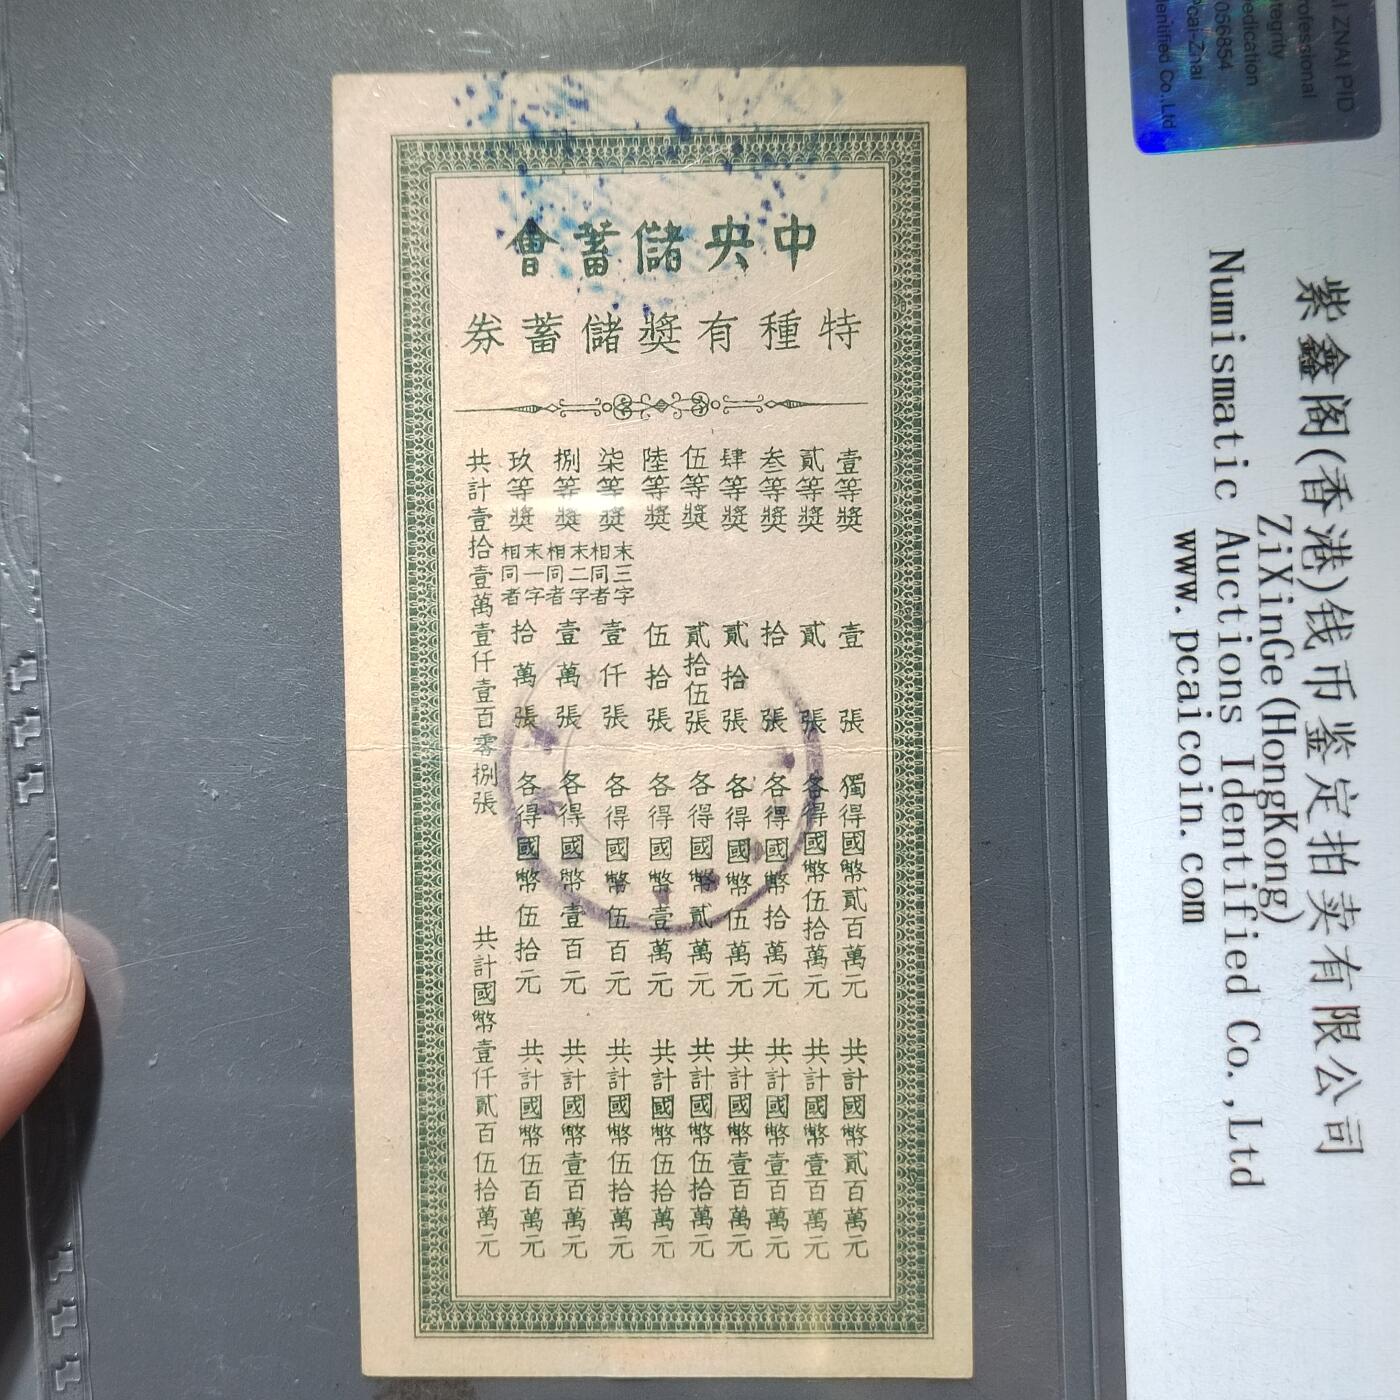 中央儲蓄會
特種有獎儲蓄券
壹等獎 壹張 獨得國幣貳百萬元 共計國幣貳百萬元
貳等獎 貳張 各得國幣伍拾萬元 共計國幣壹百萬元
叁等獎 拾張 各得國幣拾萬元 共計國幣壹百萬元
肆等獎 貳拾張 各得國幣伍萬元 共計國幣壹百萬元
伍等獎 貳拾伍張 各得國幣貳萬元 共計國幣伍拾萬元
陸等獎 伍拾張 各得國幣壹萬元 共計國幣伍拾萬元
柒等獎 末三字相同者 壹仟張 各得國幣伍百元 共計國幣伍拾萬元
捌等獎 末二字相同者 壹萬張 各得國幣壹百元 共計國幣壹百萬元
玖等獎 末一字相同者 拾萬張 各得國幣伍拾元 共計國幣伍百萬元
共計壹拾壹萬壹仟壹百零捌張 共計國幣壹仟貳百伍拾萬元
紫鑫阁(香港)钱币鉴定拍卖有限公司
ZiXinGe(HongKong)
Numismatic Auctions Identified Co.,Ltd
www.pcaicoin.com
ZNAI PID
rofessional
tegrity
edication
056854
pcai-Znai
lentified Co.,Ltd